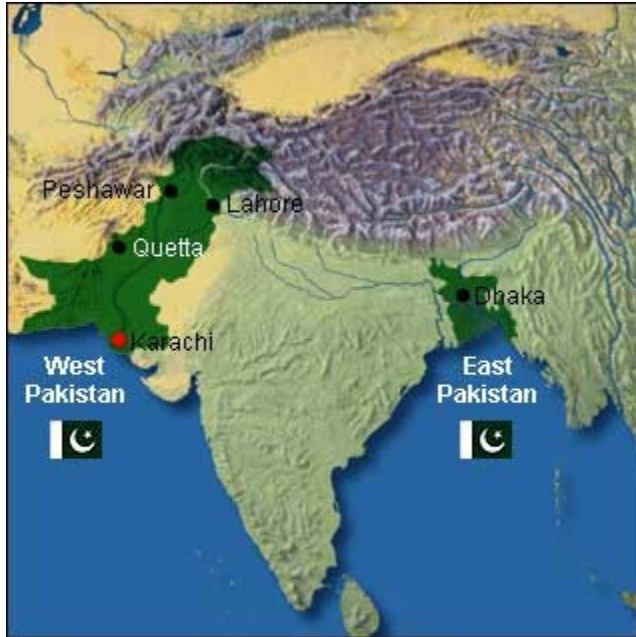 Peshawar
Lahore
Quetta
Dhaka
Karachi
West
Pakistan
East
Pakistan